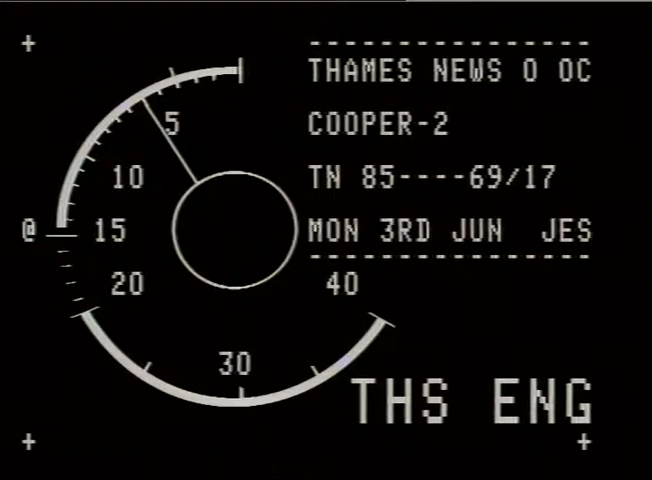 THAMES NEWS O OC
COOPER-2
TN 85----69/17
MON 3RD JUN JES
5
10
@ 15
20
40
30
THS ENG